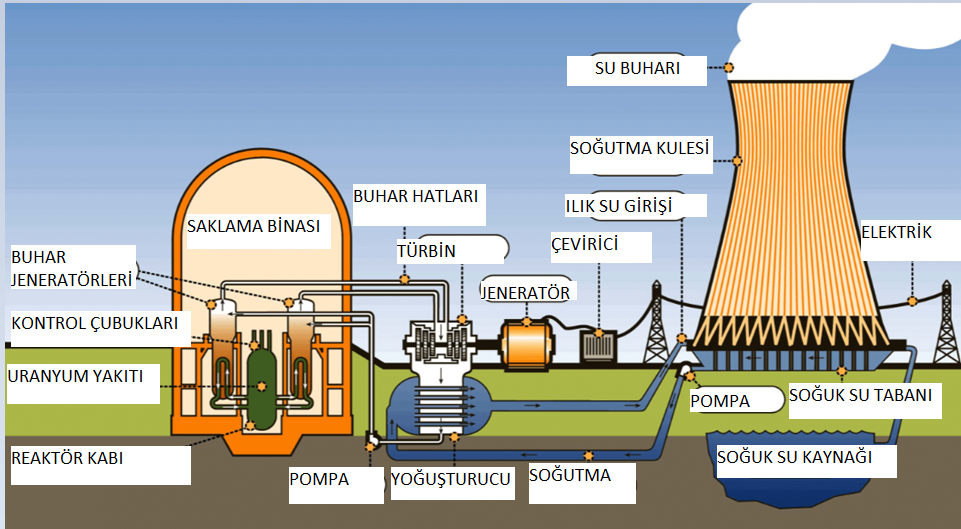 SU BUHARI
SOĞUTMA KULESİ
BUHAR HATLARI
ILIK SU GİRİŞİ
SAKLAMA BİNASI
ELEKTRİK
TÜRBİN
ÇEVİRİCİ
BUHAR
JENERATÖRLERİ
JENERATÖR
KONTROL ÇUBUKLARI
URANYUM YAKITI
POMPA
SOĞUK SU TABANI
REAKTÖR KABI
SOĞUK SU KAYNAĞI
POMPA
YOĞUŞTURUCU
SOĞUTMA